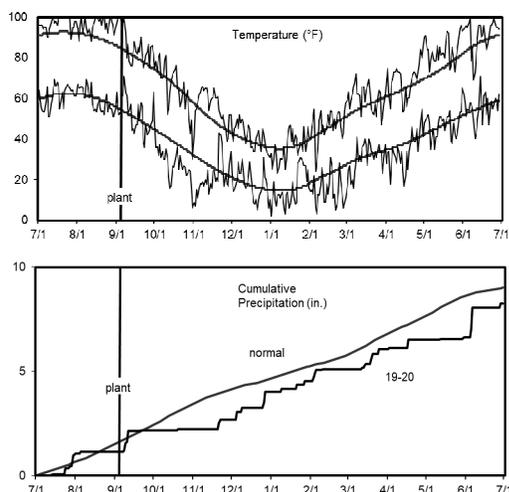 100
Temperature (°F)
80
60
40
20
plant
0
7/1 8/1 9/1 10/1 11/1 12/1 1/1 2/1 3/1 4/1 5/1 6/1 7/1
10
Cumulative
Precipitation (in.)
normal
plant
5
19-20
0
7/1 8/1 9/1 10/1 11/1 12/1 1/1 2/1 3/1 4/1 5/1 6/1 7/1